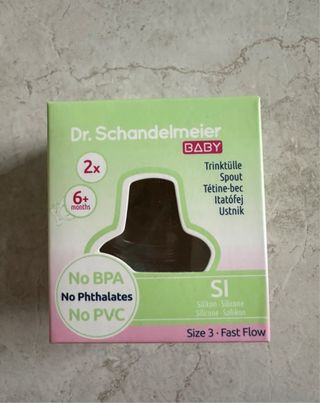 Dr. Schandelmeier
BABY
2x
6+
months
Trinktülle
Spout
Tétine-bec
Itatófej
Ustnik
No BPA
No Phthalates
No PVC
SI
Silikon · Silicone
Silicone · Szilikon
Size 3 · Fast Flow